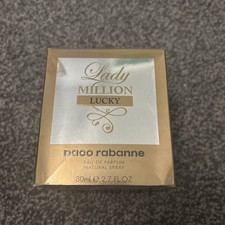 Lady
MILLION
LUCKY
paco rabanne
EAU DE PARFUM
NATURAL SPRAY
80ml ℮ 2.7 FL.OZ